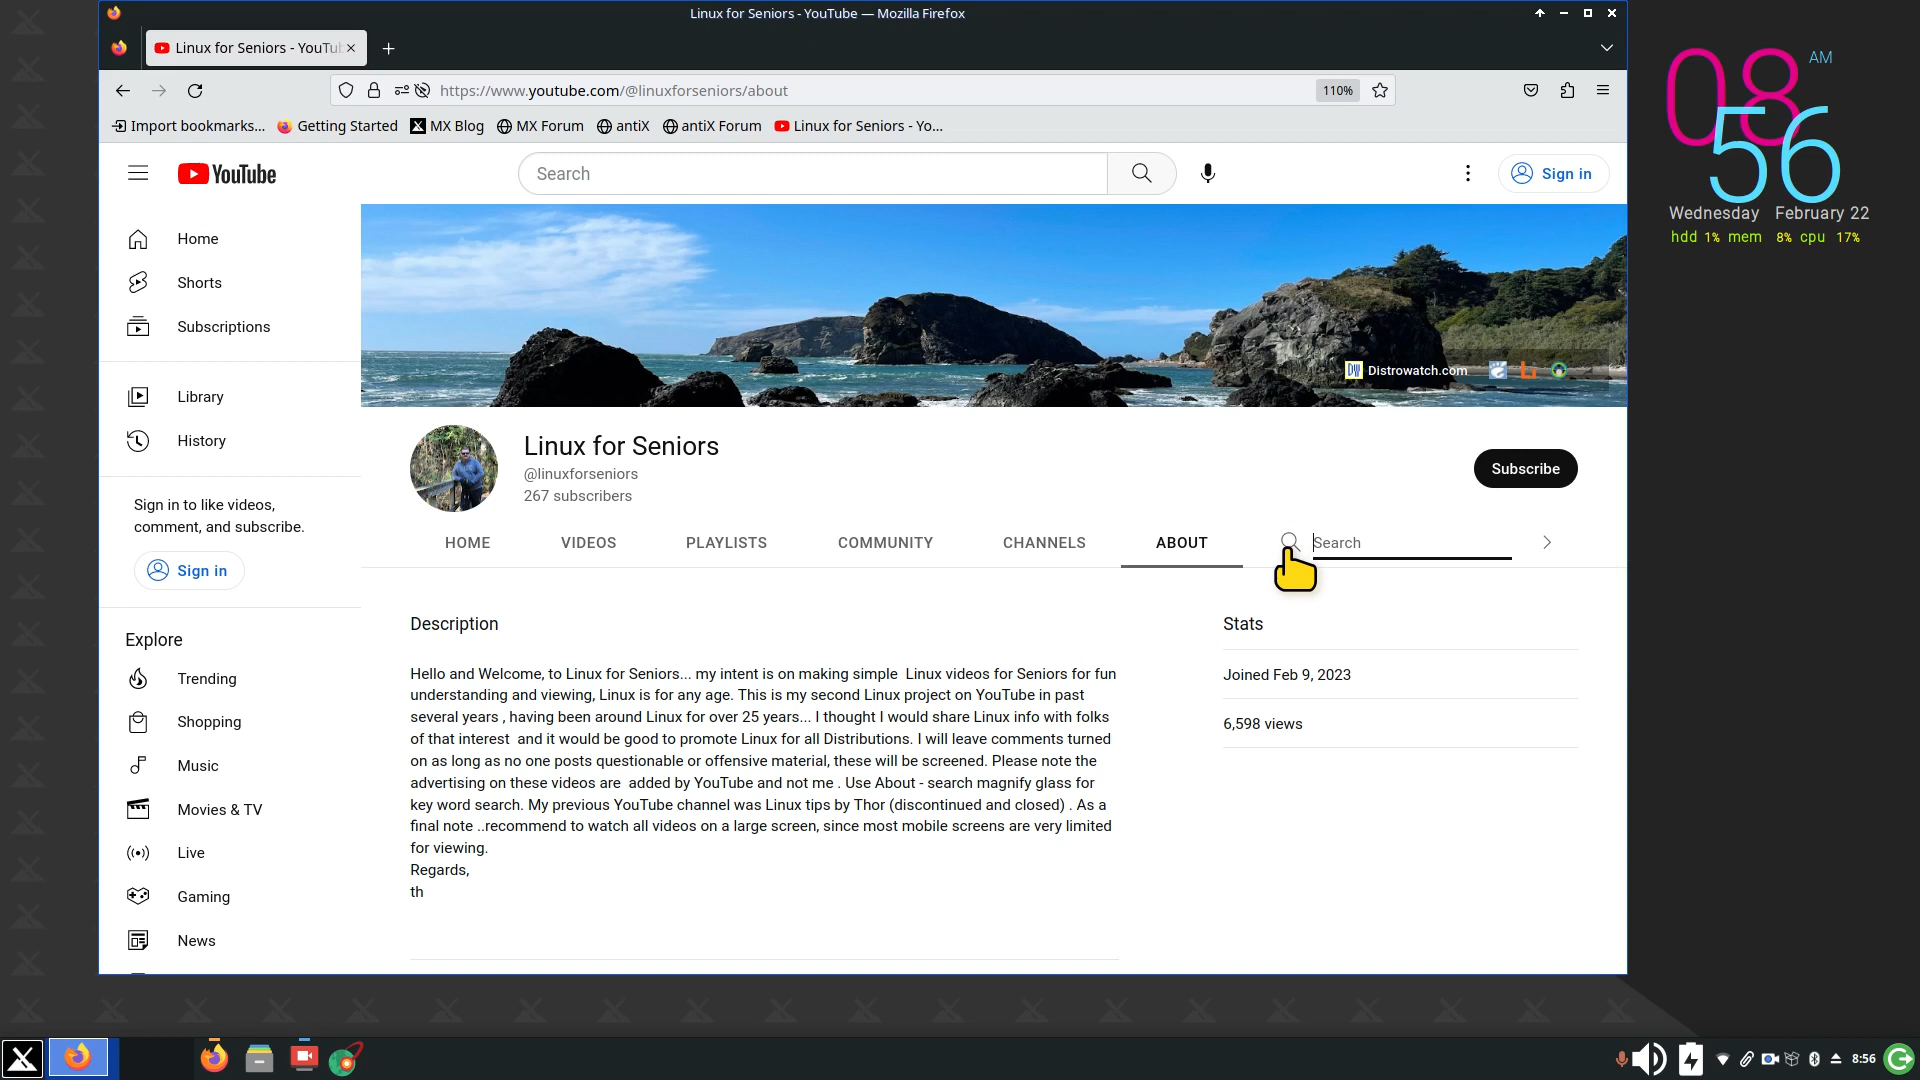 Linux for Seniors - YouTube — Mozilla Firefox
Linux for Seniors - YouTu
https://www.youtube.com/@linuxforseniors/about
110%
Import bookmarks...
Getting Started
MX Blog
MX Forum
antiX
antiX Forum
Linux for Seniors - Yo...
YouTube
Search
Sign in
Home
Shorts
Subscriptions
Library
History
Sign in to like videos,
comment, and subscribe.
Sign in
Explore
Trending
Shopping
Music
Movies & TV
Live
Gaming
News
DW Distrowatch.com
Linux for Seniors
@linuxforseniors
267 subscribers
Subscribe
HOME
VIDEOS
PLAYLISTS
COMMUNITY
CHANNELS
ABOUT
Search
Description
Hello and Welcome, to Linux for Seniors... my intent is on making simple  Linux videos for Seniors for fun
understanding and viewing, Linux is for any age. This is my second Linux project on YouTube in past
several years , having been around Linux for over 25 years... I thought I would share Linux info with folks
of that interest  and it would be good to promote Linux for all Distributions. I will leave comments turned
on as long as no one posts questionable or offensive material, these will be screened. Please note the
advertising on these videos are  added by YouTube and not me . Use About - search magnify glass for
key word search. My previous YouTube channel was Linux tips by Thor (discontinued and closed) . As a
final note ..recommend to watch all videos on a large screen, since most mobile screens are very limited
for viewing.
Regards,
th
Stats
Joined Feb 9, 2023
6,598 views
08 AM
56
Wednesday February 22
hdd 1% mem 8% cpu 17%
8:56